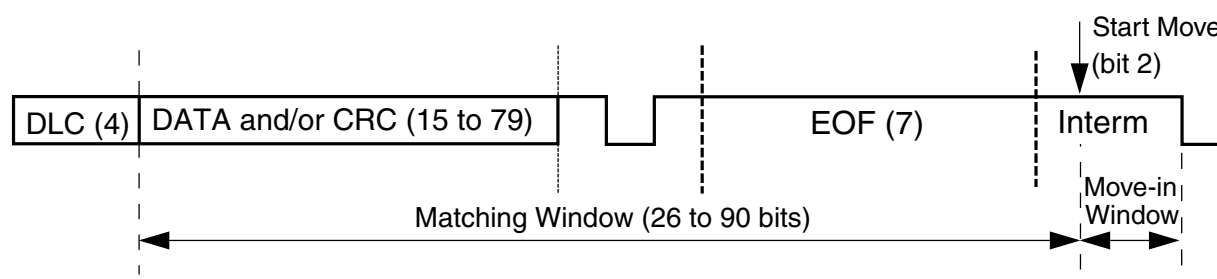 Start Move
(bit 2)
DLC (4)
DATA and/or CRC (15 to 79)
EOF (7)
Interm
Matching Window (26 to 90 bits)
Move-in
Window